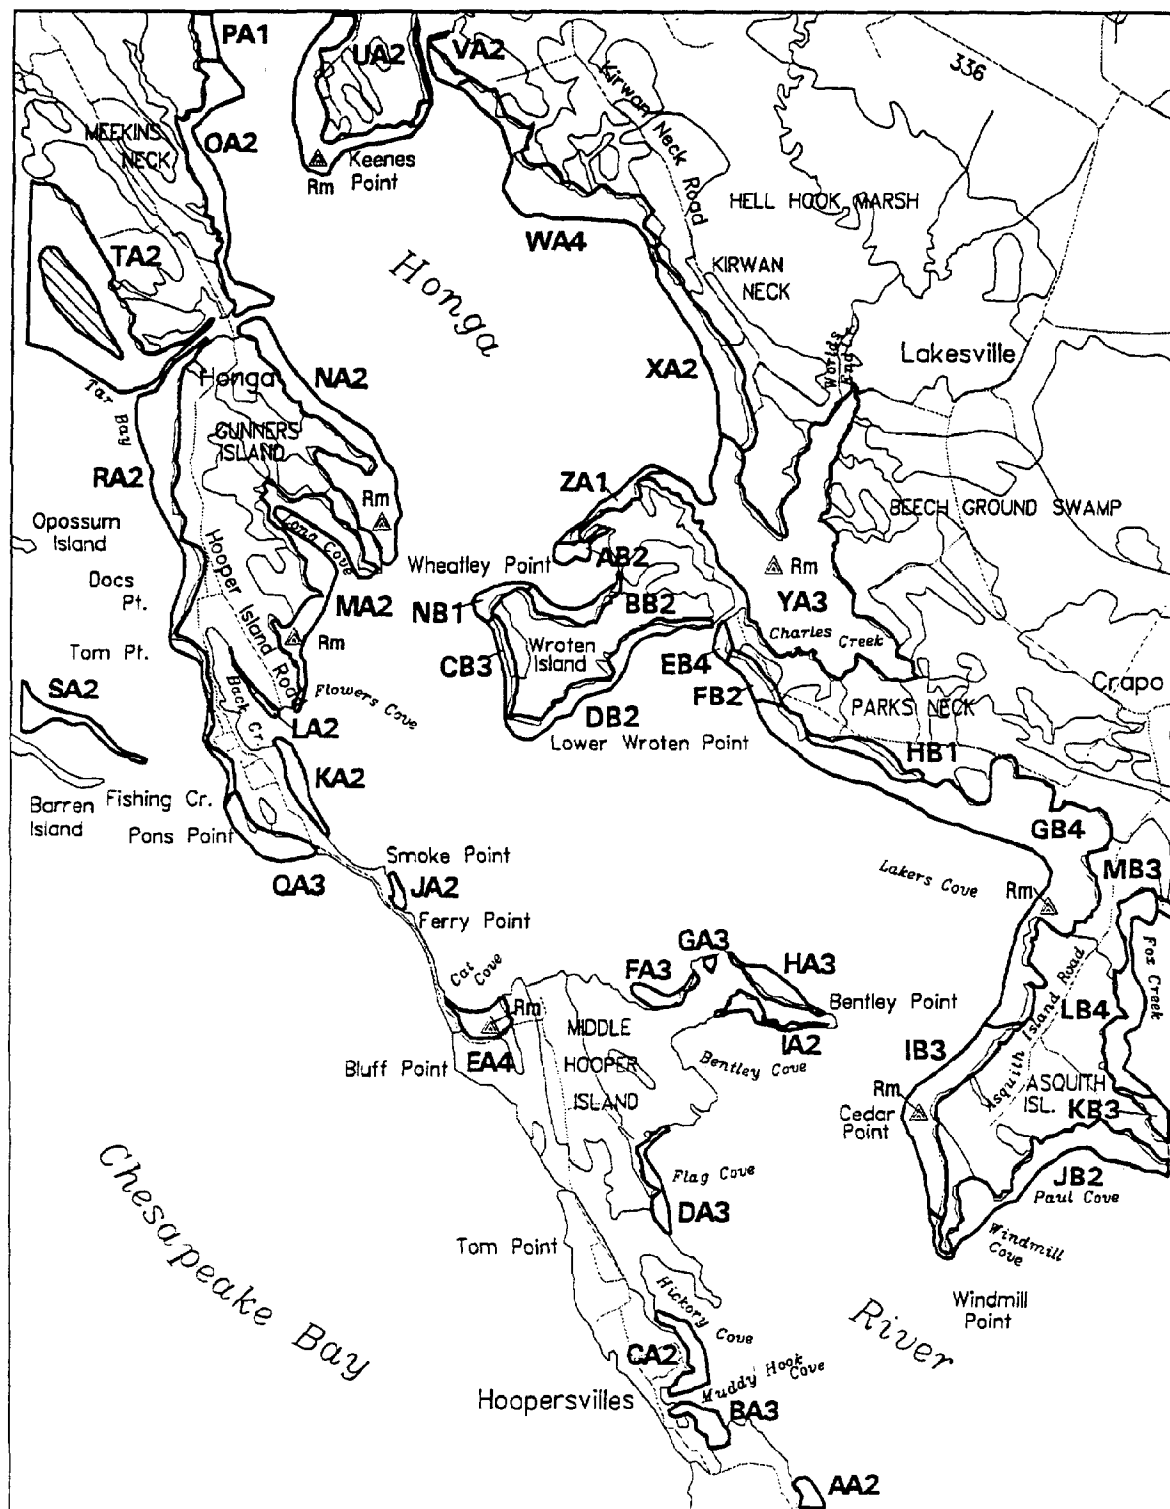 PA1
UA2
VA2
336
MEEKINS
NECK
OA2
Rm
Keenes
Point
Kirwan Neck Road
HELL HOOK MARSH
WA4
TA2
KIRWAN
NECK
Honga
Worlds
End Cr.
Lakesville
XA2
Tar Bay
Honga
NA2
GUNNERS
ISLAND
RA2
Rm
ZA1
BEECH GROUND SWAMP
Opossum
Island
Long Cove
Wheatley Point
AB2
Rm
Docs
Pt.
Hooper Island Road
MA2
NB1
BB2
YA3
Tom Pt.
Rm
Wroten
Island
Charles Creek
CB3
EB4
SA2
Back Cr.
Flowers Cove
FB2
Crapo
LA2
DB2
PARKS NECK
Lower Wroten Point
HB1
KA2
Barren
Island
Fishing Cr.
Pons Point
GB4
Smoke Point
QA3
JA2
Lakers Cove
Rm
MB3
Ferry Point
Cat Cove
GA3
FA3
HA3
Fox Creek
Rm
Bentley Point
MIDDLE
HOOPER
ISLAND
Asquith Island Road
LB4
EA4
IA2
IB3
Bluff Point
Bentley Cove
Rm
Cedar
Point
ASQUITH
ISL.
KB3
Chesapeake Bay
Flag Cove
JB2
Paul Cove
DA3
Tom Point
Windmill
Cove
Hickory Cove
Windmill
Point
River
CA2
Muddy Hook
Cove
Hoopersvilles
BA3
AA2